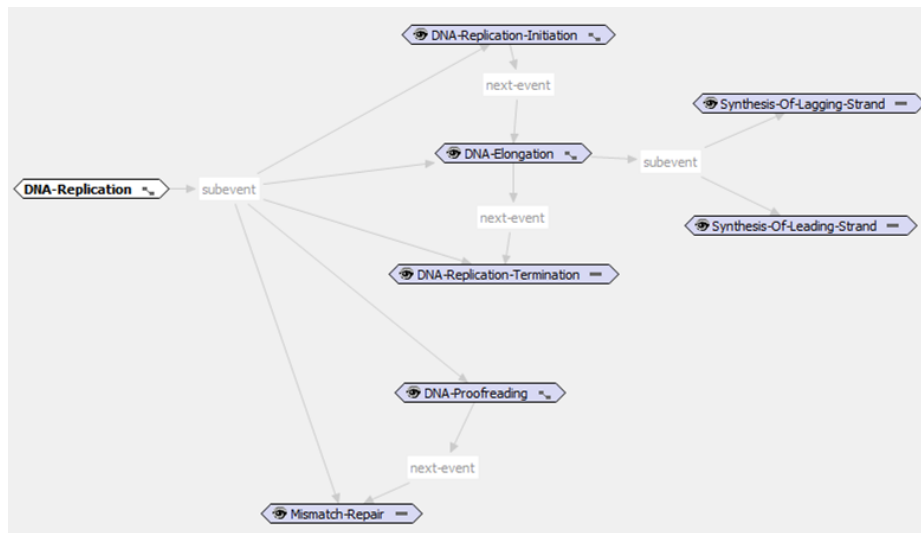 DNA-Replication-Initiation
next-event
Synthesis-Of-Lagging-Strand
DNA-Elongation
subevent
DNA-Replication
subevent
next-event
Synthesis-Of-Leading-Strand
DNA-Replication-Termination
DNA-Proofreading
next-event
Mismatch-Repair